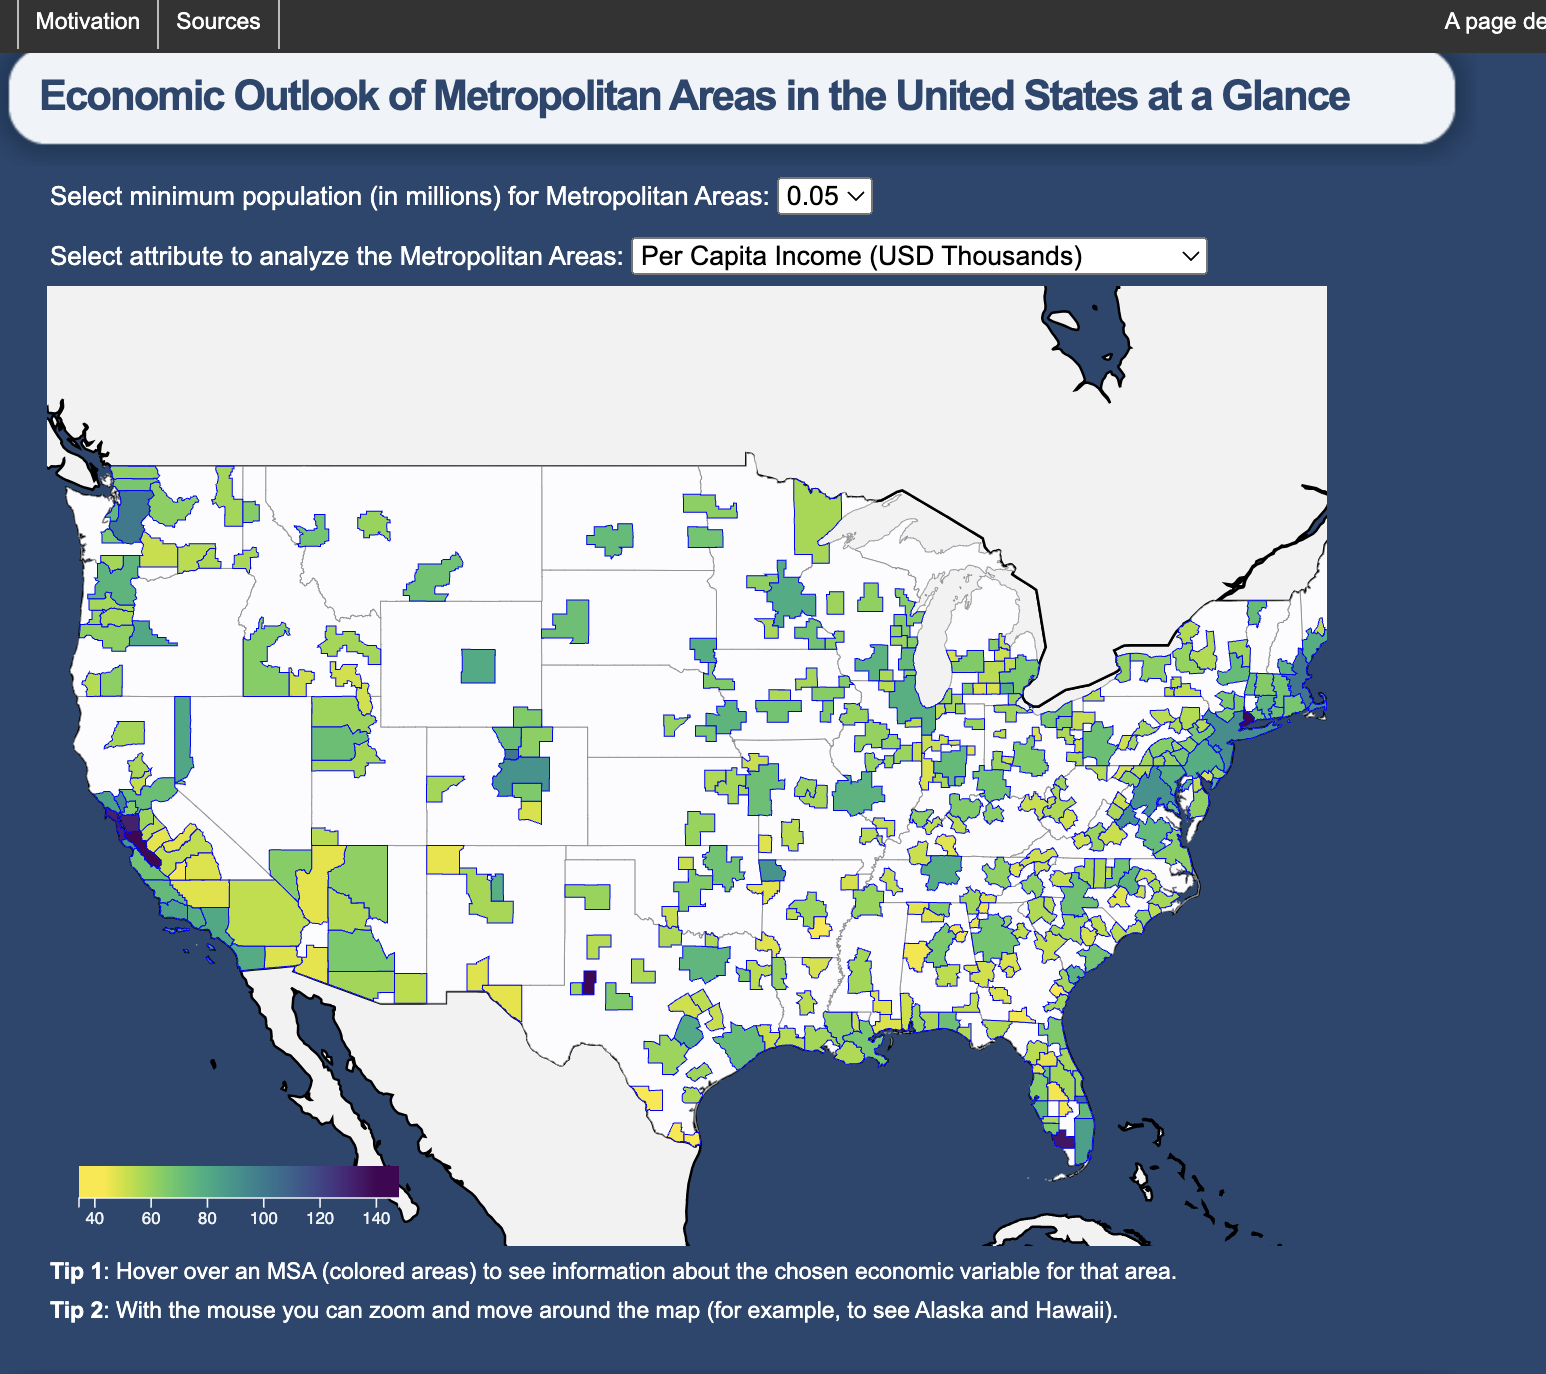 Motivation
Sources
A page de
Economic Outlook of Metropolitan Areas in the United States at a Glance
Select minimum population (in millions) for Metropolitan Areas: 0.05
Select attribute to analyze the Metropolitan Areas: Per Capita Income (USD Thousands)
40 60 80 100 120 140
Tip 1: Hover over an MSA (colored areas) to see information about the chosen economic variable for that area.
Tip 2: With the mouse you can zoom and move around the map (for example, to see Alaska and Hawaii).